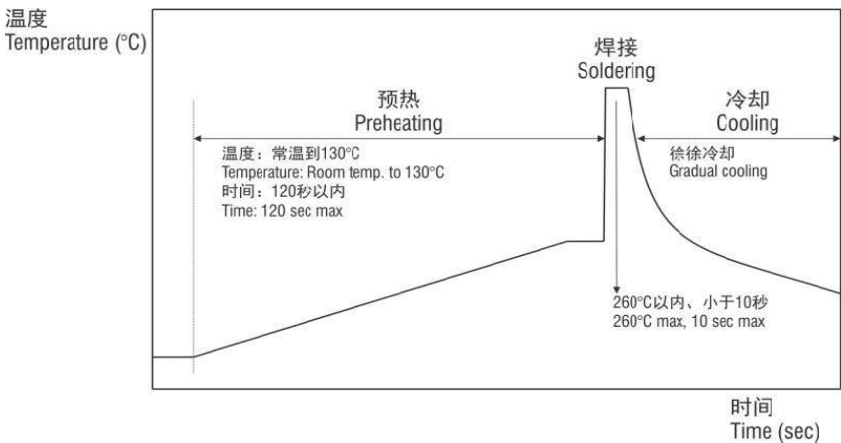 温度
Temperature (°C)
焊接
Soldering
预热
Preheating
冷却
Cooling
温度：常温到130°C
Temperature: Room temp. to 130°C
时间：120秒以内
Time: 120 sec max
徐徐冷却
Gradual cooling
260°C以内、小于10秒
260°C max, 10 sec max
时间
Time (sec)